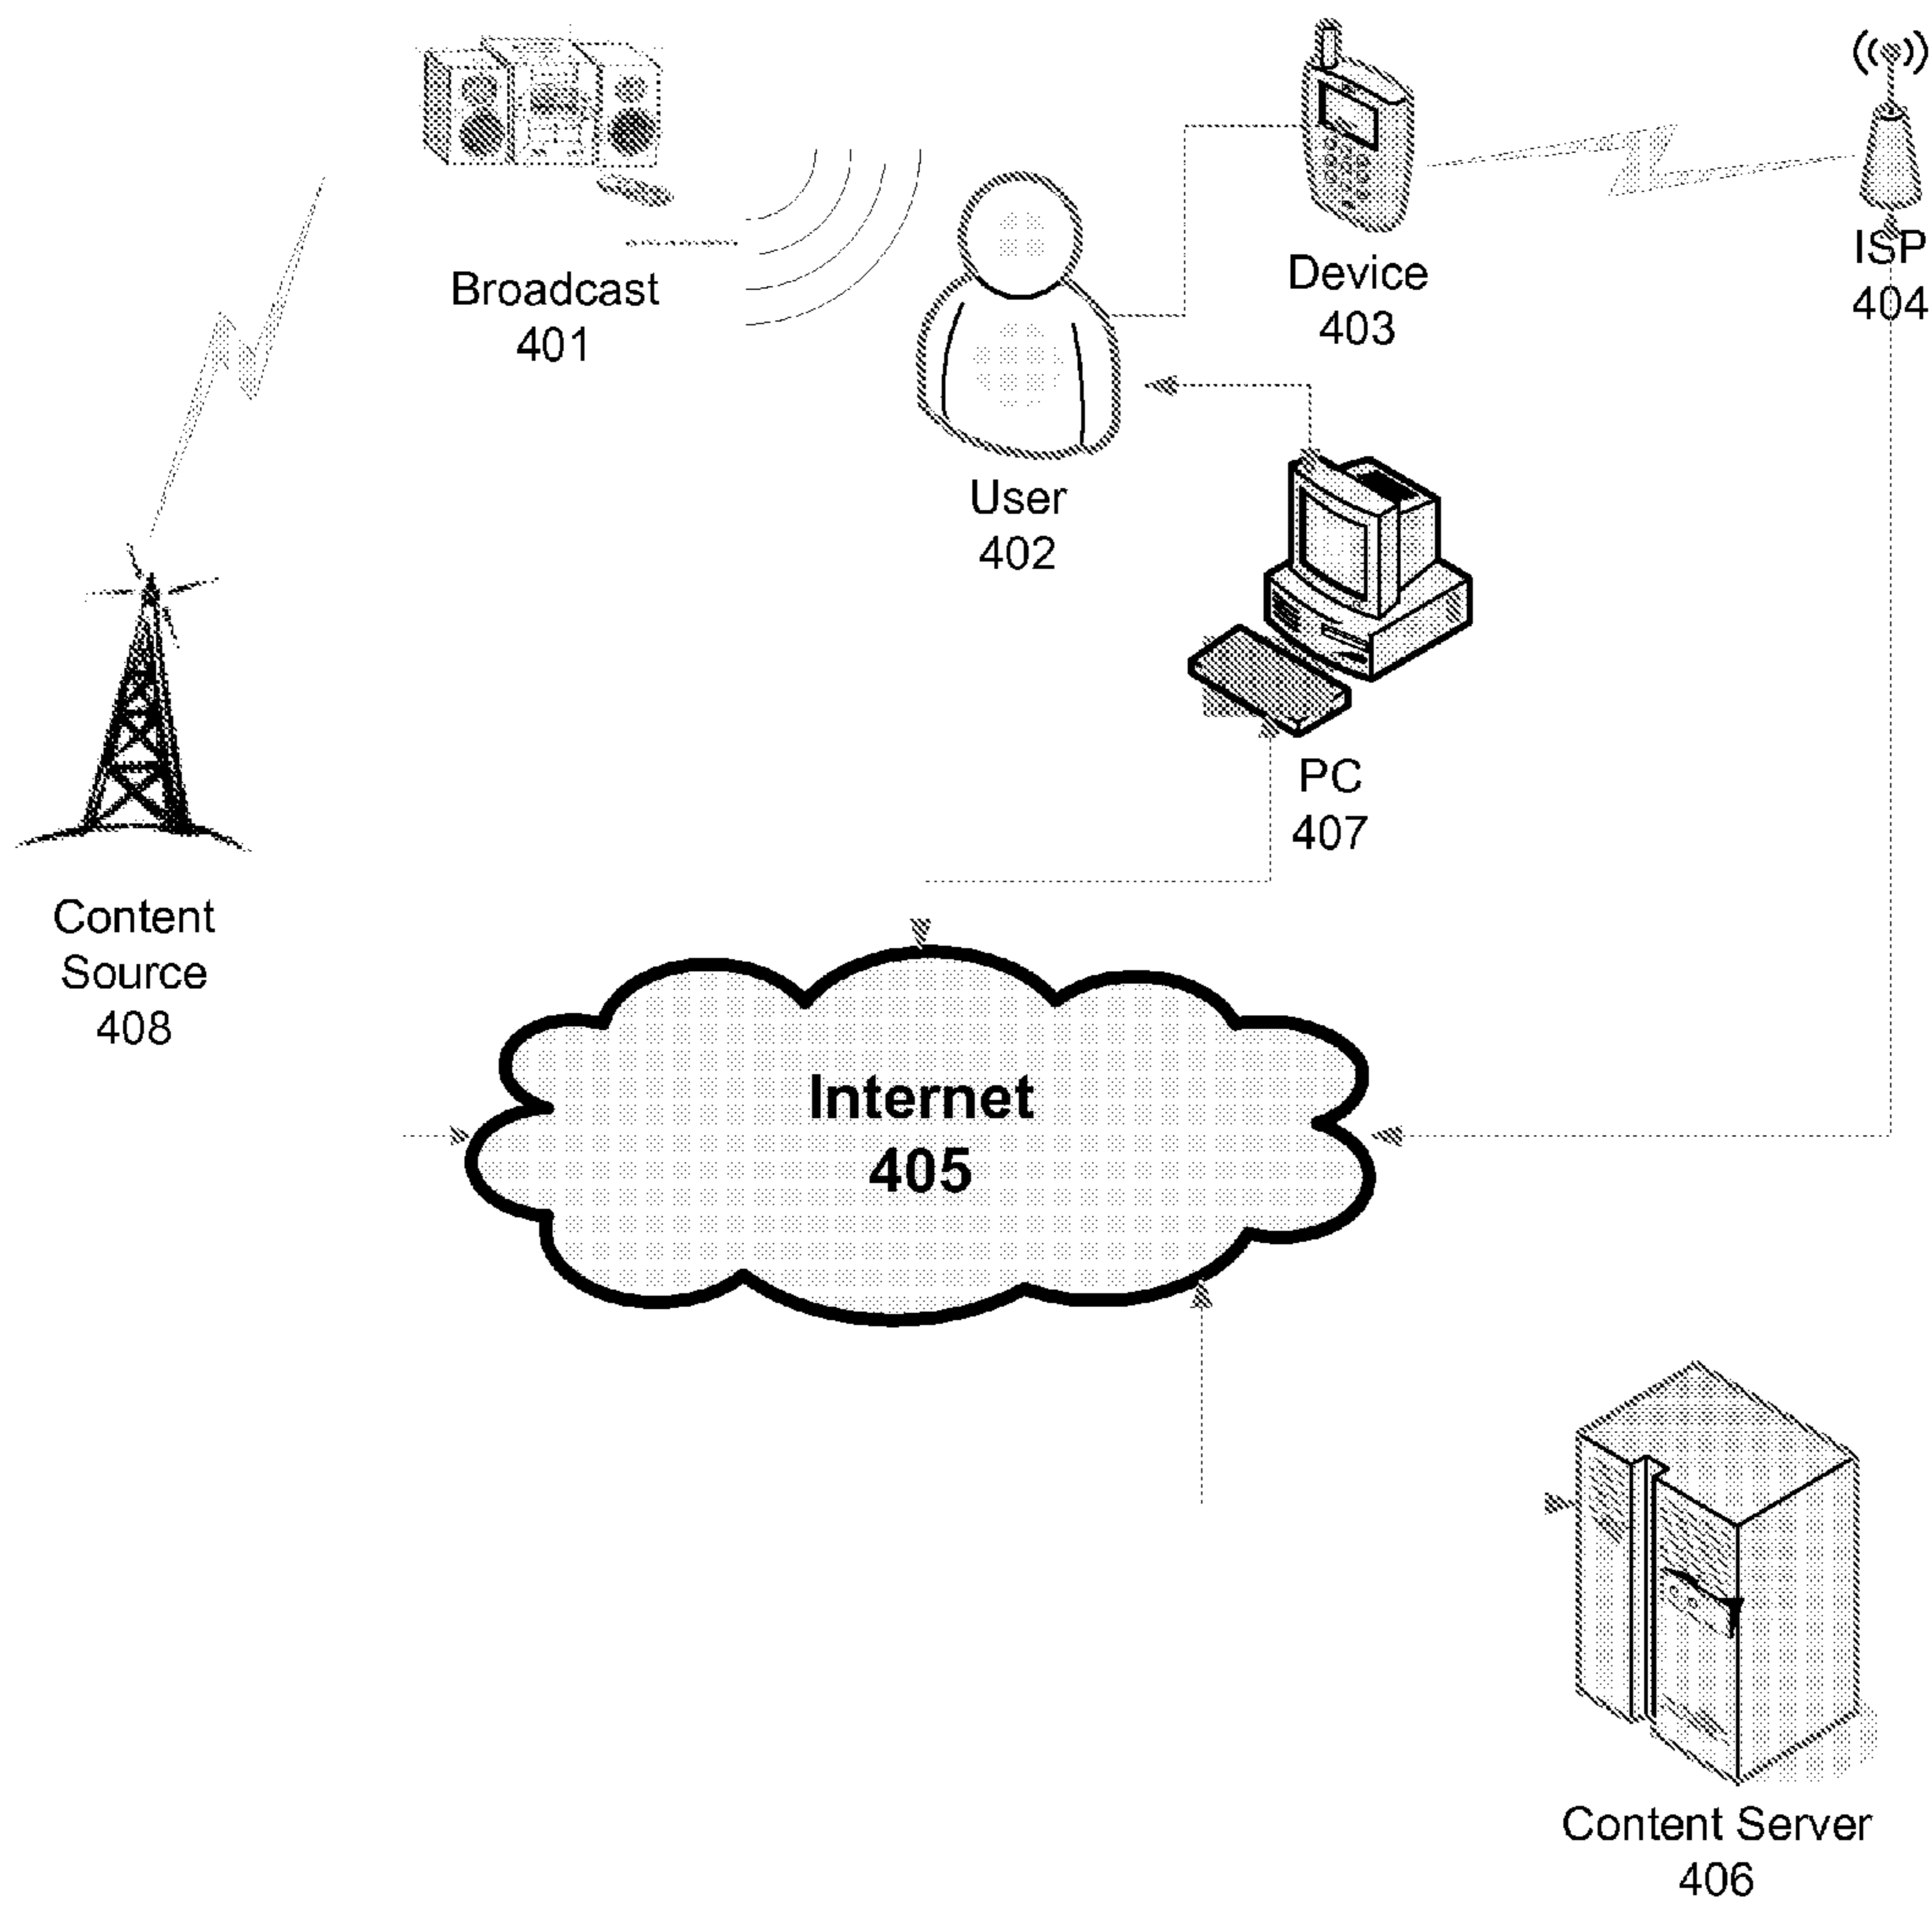 Broadcast
401
Device
403
ISP
404
User
402
PC
407
Content
Source
408
Internet
405
Content Server
406